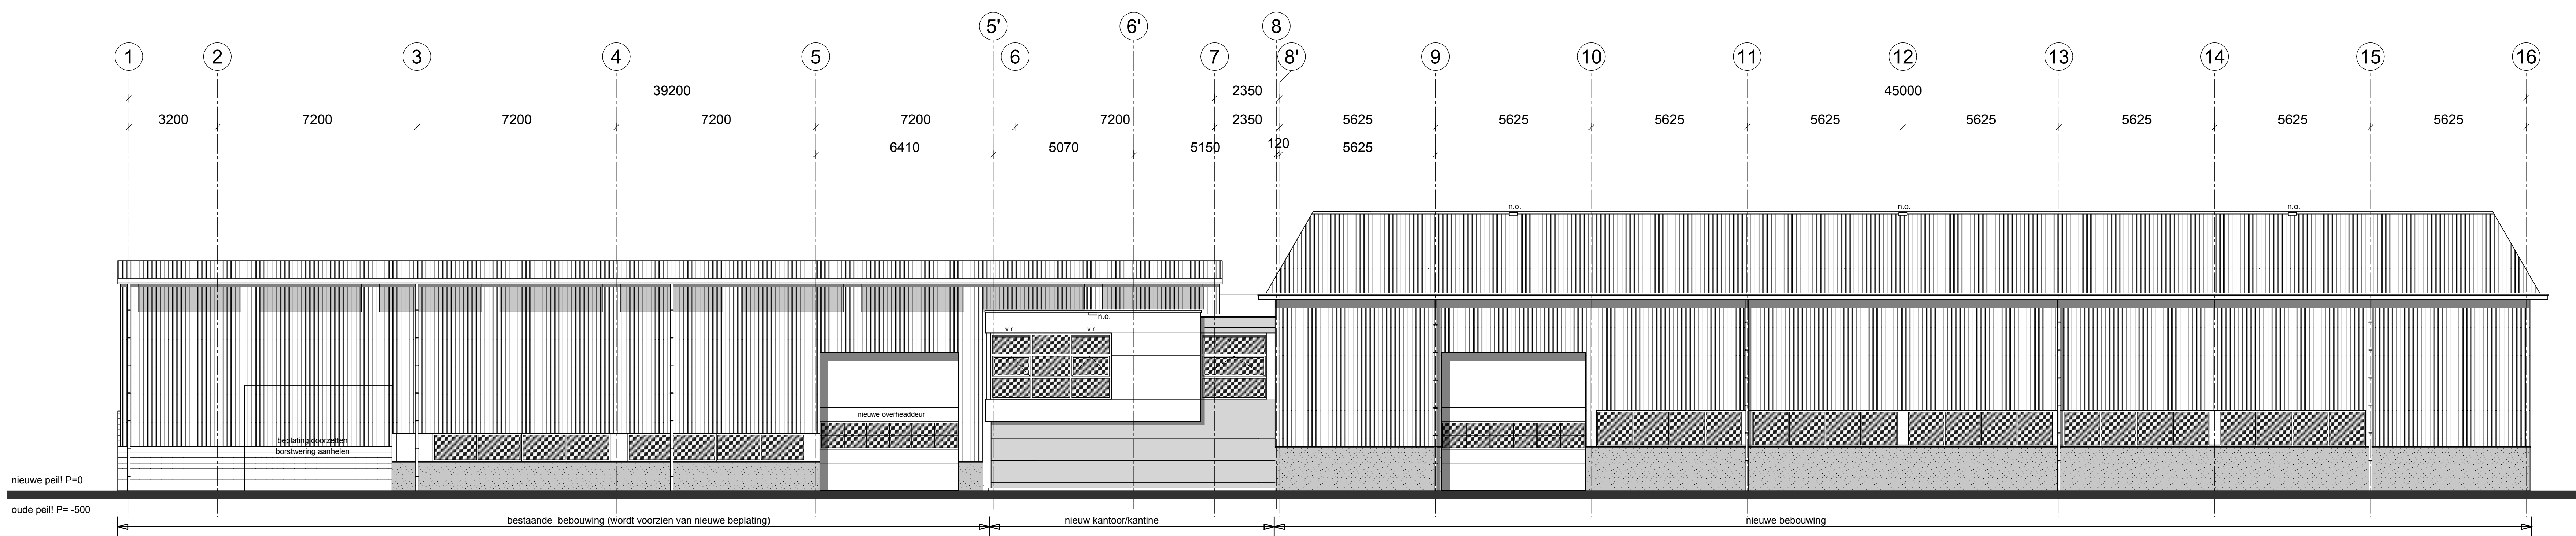 5' 6' 8
1 2 3 4 5 6 7 8' 9 10 11 12 13 14 15 16
39200 2350 45000
3200 7200 7200 7200 7200 7200 2350 5625 5625 5625 5625 5625 5625 5625 5625
6410 5070 5150 120 5625
n.o. n.o. n.o.
n.o.
v.r. v.r. v.r.
nieuwe overheaddeur
beplating doorzetten
borstwering aanhelen
nieuwe peil! P=0
oude peil! P= -500
bestaande bebouwing (wordt voorzien van nieuwe beplating) nieuw kantoor/kantine nieuwe bebouwing